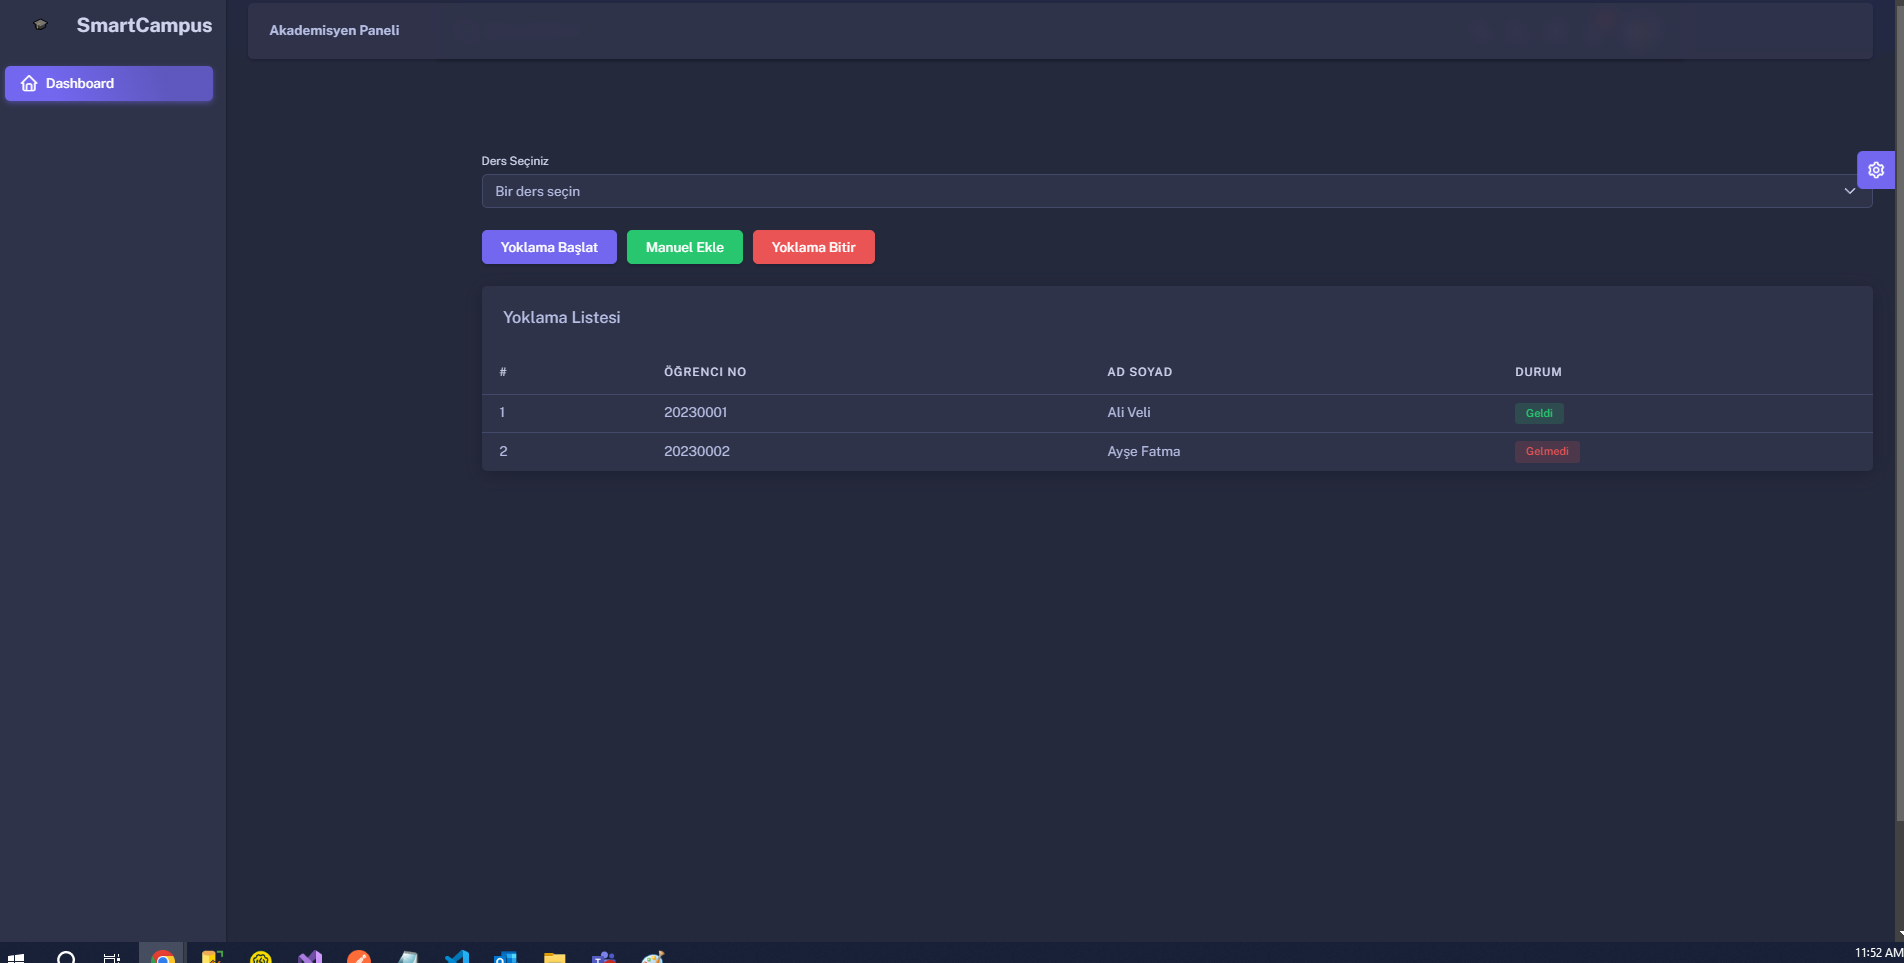 SmartCampus
Akademisyen Paneli
Dashboard
Ders Seçiniz
Bir ders seçin
Yoklama Başlat
Manuel Ekle
Yoklama Bitir
Yoklama Listesi
# ÖĞRENCI NO AD SOYAD DURUM
1 20230001 Ali Veli Geldi
2 20230002 Ayşe Fatma Gelmedi
11:52 AM